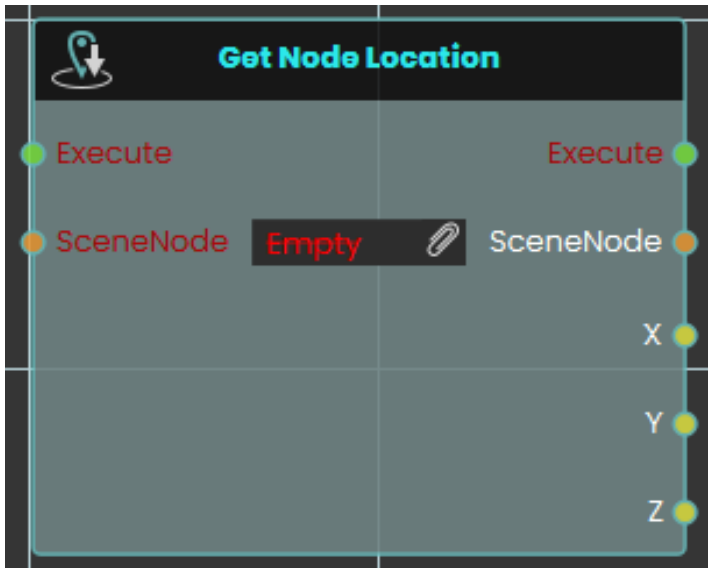 Get Node Location
Execute Execute
SceneNode Empty SceneNode
X
Y
Z